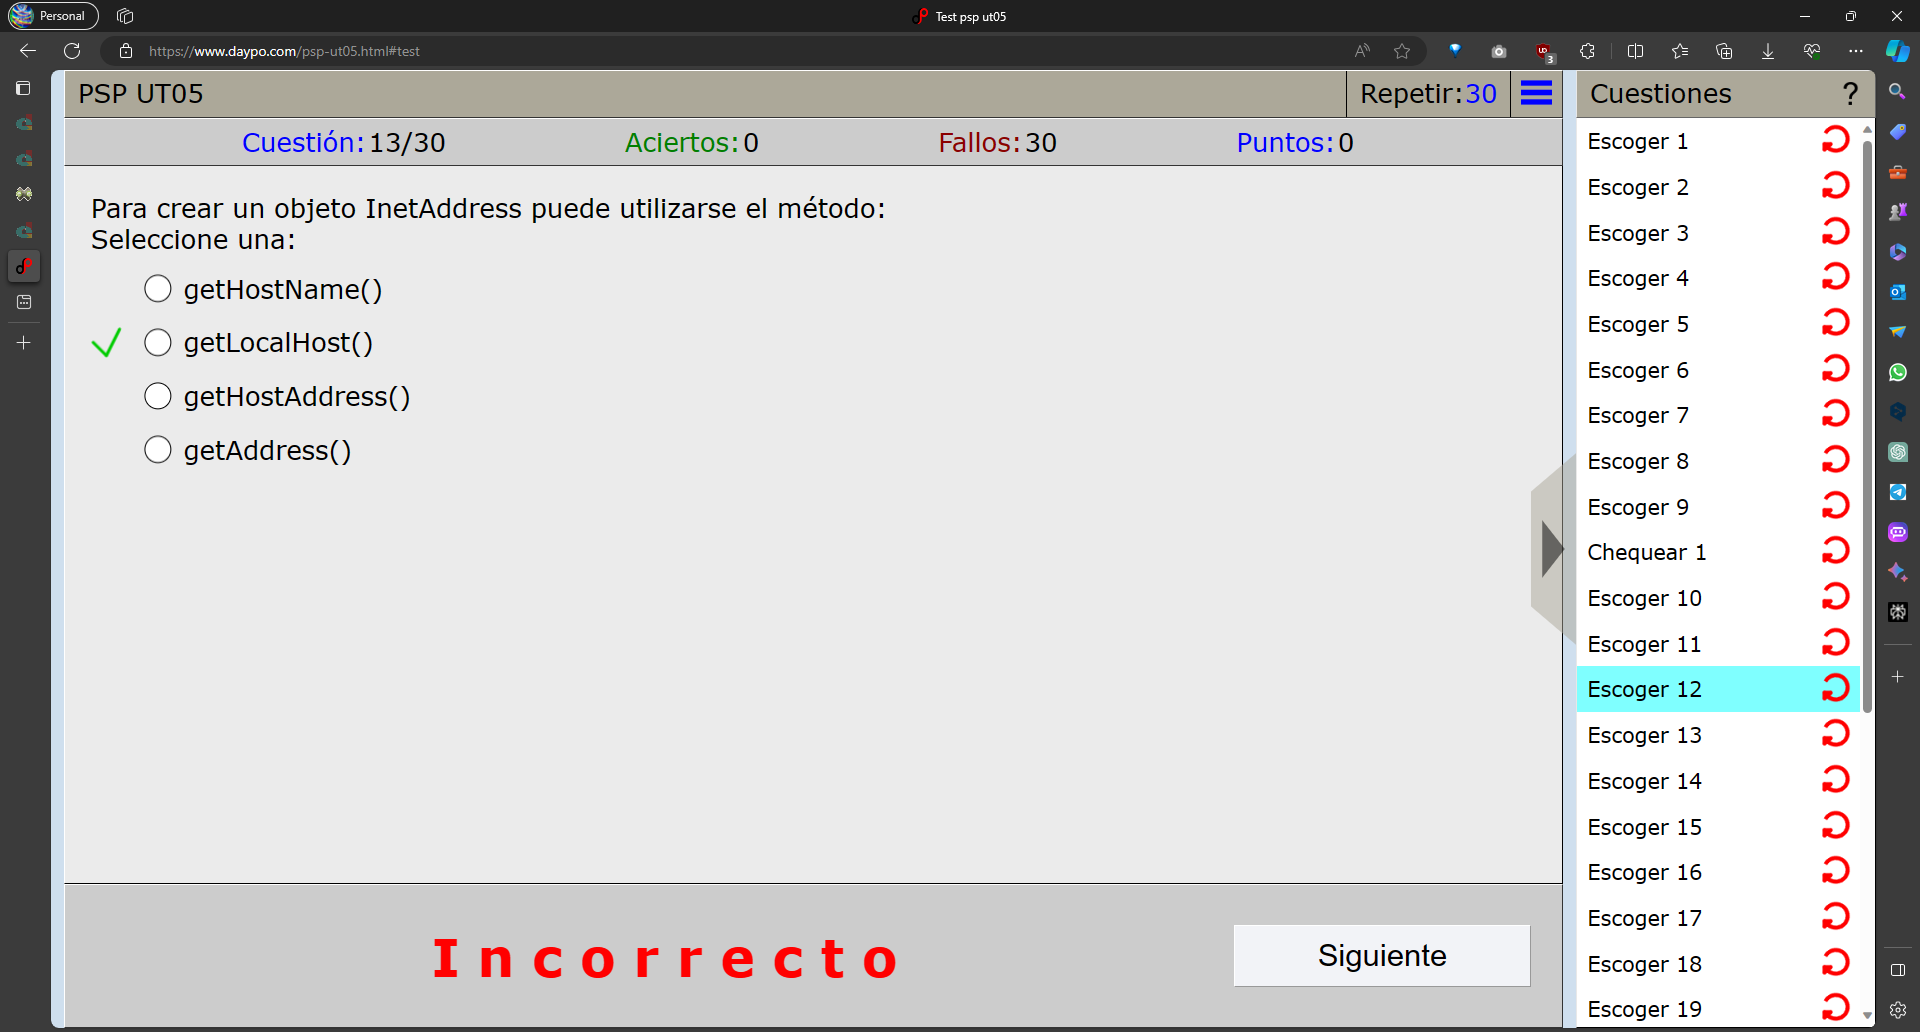 Personal
Test psp ut05
https://www.daypo.com/psp-ut05.html#test
3
PSP UT05
Repetir:30
Cuestiones
?
Cuestión:13/30
Aciertos:0
Fallos:30
Puntos:0
Para crear un objeto InetAddress puede utilizarse el método:
Seleccione una:
getHostName()
getLocalHost()
getHostAddress()
getAddress()
Incorrecto
Siguiente
Escoger 1
Escoger 2
Escoger 3
Escoger 4
Escoger 5
Escoger 6
Escoger 7
Escoger 8
Escoger 9
Chequear 1
Escoger 10
Escoger 11
Escoger 12
Escoger 13
Escoger 14
Escoger 15
Escoger 16
Escoger 17
Escoger 18
Escoger 19